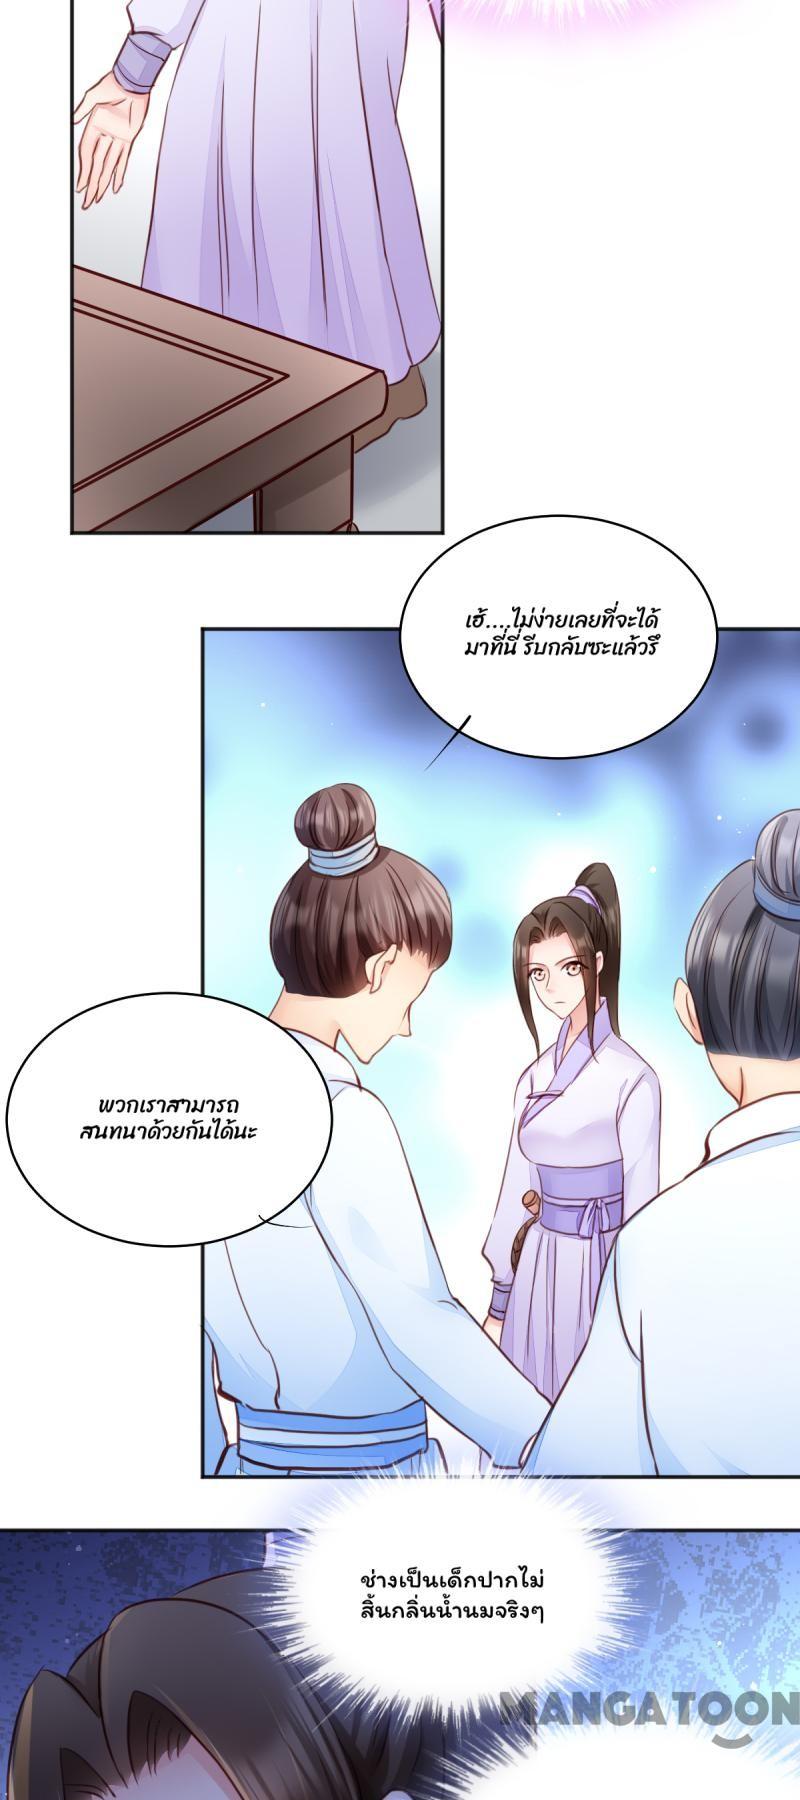 เฮ้....ไม่ง่ายเลยที่จะได้
มาที่นี่ รีบกลับซะแล้วรึ
พวกเราสามารถ
สนทนาด้วยกันได้นะ
ช่างเป็นเด็กปากไม่
สิ้นกลิ่นน้ำนมจริงๆ
MANGATOON